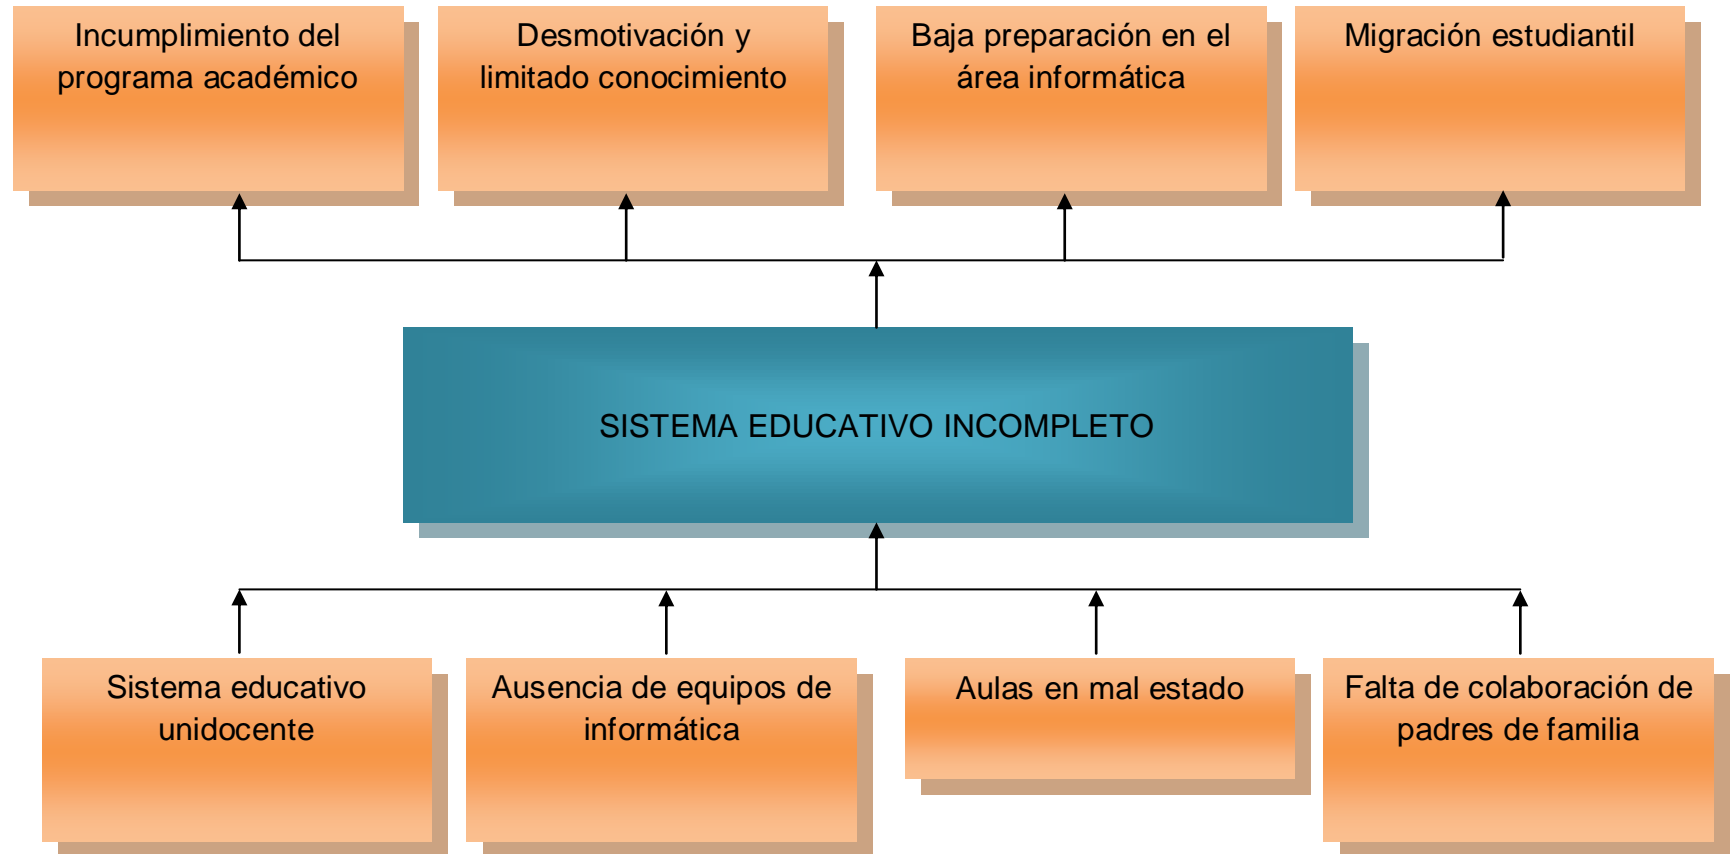 Incumplimiento del
programa académico
Desmotivación y
limitado conocimiento
Baja preparación en el
área informática
Migración estudiantil
SISTEMA EDUCATIVO INCOMPLETO
Sistema educativo
unidocente
Ausencia de equipos de
informática
Aulas en mal estado
Falta de colaboración de
padres de familia